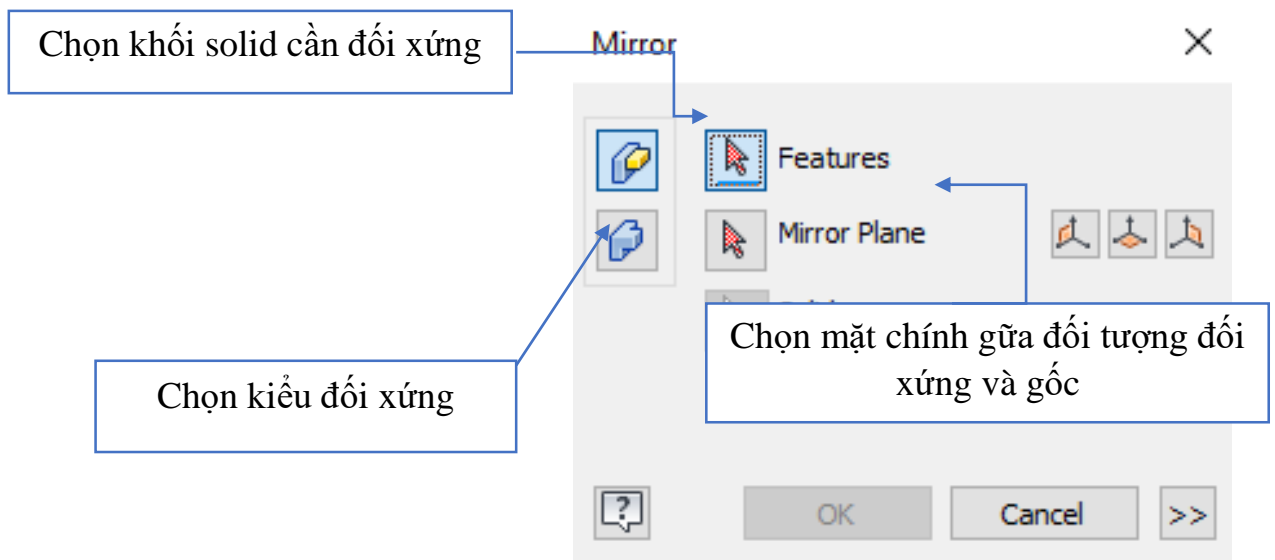 Chọn khối solid cần đối xứng
Mirror
Features
Mirror Plane
Chọn mặt chính gữa đối tượng đối
xứng và gốc
Chọn kiểu đối xứng
OK
Cancel
>>